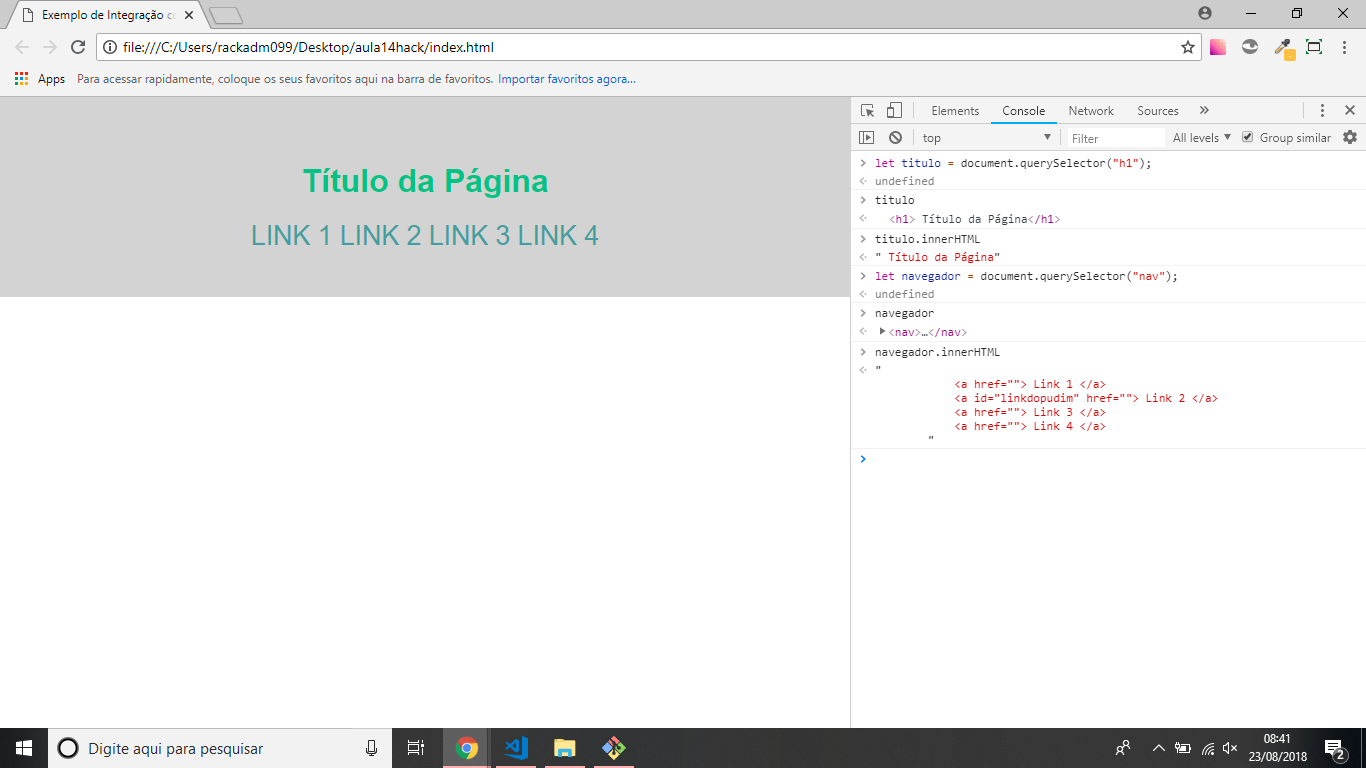 Exemplo de Integração co
file:///C:/Users/rackadm099/Desktop/aula14hack/index.html
Apps Para acessar rapidamente, coloque os seus favoritos aqui na barra de favoritos. Importar favoritos agora...
Título da Página
LINK 1 LINK 2 LINK 3 LINK 4
Elements Console Network Sources »
top Filter All levels Group similar
let titulo = document.querySelector("h1");
undefined
titulo
<h1> Título da Página</h1>
titulo.innerHTML
" Título da Página"
let navegador = document.querySelector("nav");
undefined
navegador
<nav>…</nav>
navegador.innerHTML
"
<a href=""> Link 1 </a>
<a id="linkdopudim" href=""> Link 2 </a>
<a href=""> Link 3 </a>
<a href=""> Link 4 </a>
"
Digite aqui para pesquisar
08:41
23/08/2018
2